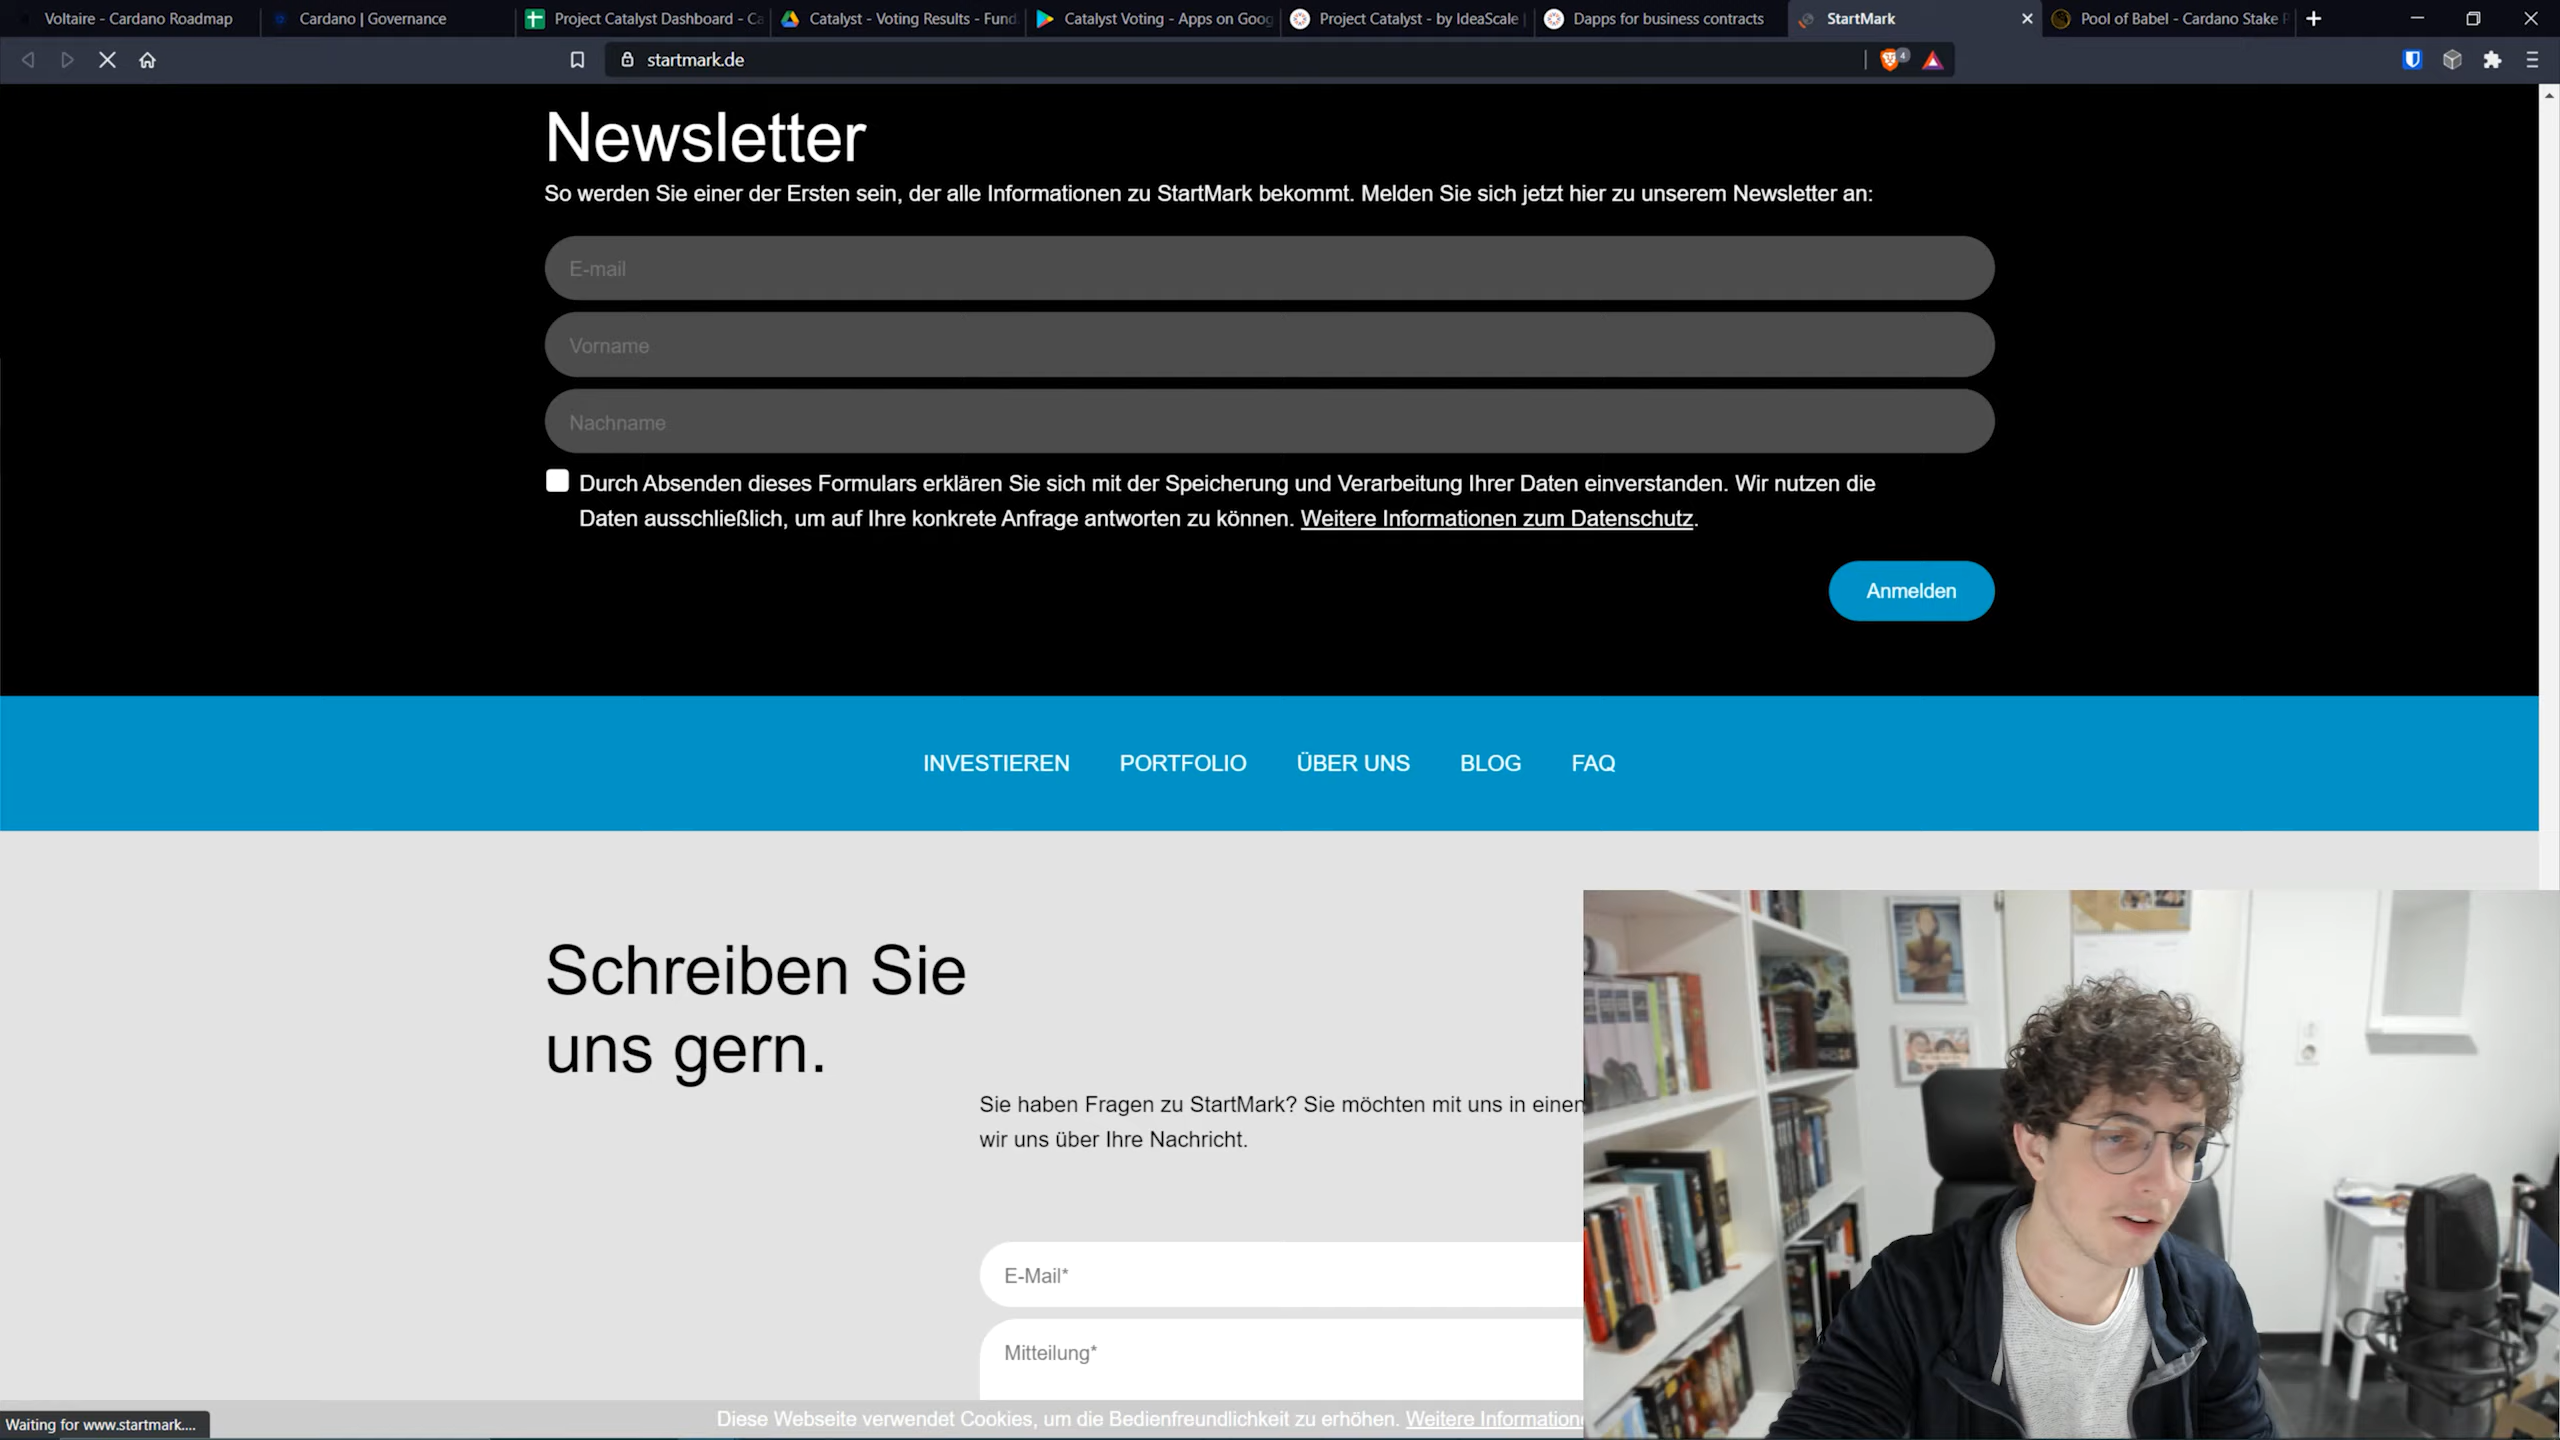 Voltaire - Cardano Roadmap
Cardano | Governance
Project Catalyst Dashboard - Ca
Catalyst - Voting Results - Fund
Catalyst Voting - Apps on Goog
Project Catalyst - by IdeaScale
Dapps for business contracts
StartMark
Pool of Babel - Cardano Stake P
startmark.de
4
Newsletter
So werden Sie einer der Ersten sein, der alle Informationen zu StartMark bekommt. Melden Sie sich jetzt hier zu unserem Newsletter an:
E-mail
Vorname
Nachname
Durch Absenden dieses Formulars erklären Sie sich mit der Speicherung und Verarbeitung Ihrer Daten einverstanden. Wir nutzen die
Daten ausschließlich, um auf Ihre konkrete Anfrage antworten zu können. Weitere Informationen zum Datenschutz.
Anmelden
INVESTIEREN
PORTFOLIO
ÜBER UNS
BLOG
FAQ
Schreiben Sie
uns gern.
Sie haben Fragen zu StartMark? Sie möchten mit uns in einen
wir uns über Ihre Nachricht.
E-Mail*
Mitteilung*
Diese Webseite verwendet Cookies, um die Bedienfreundlichkeit zu erhöhen. Weitere Informatione
Waiting for www.startmark....